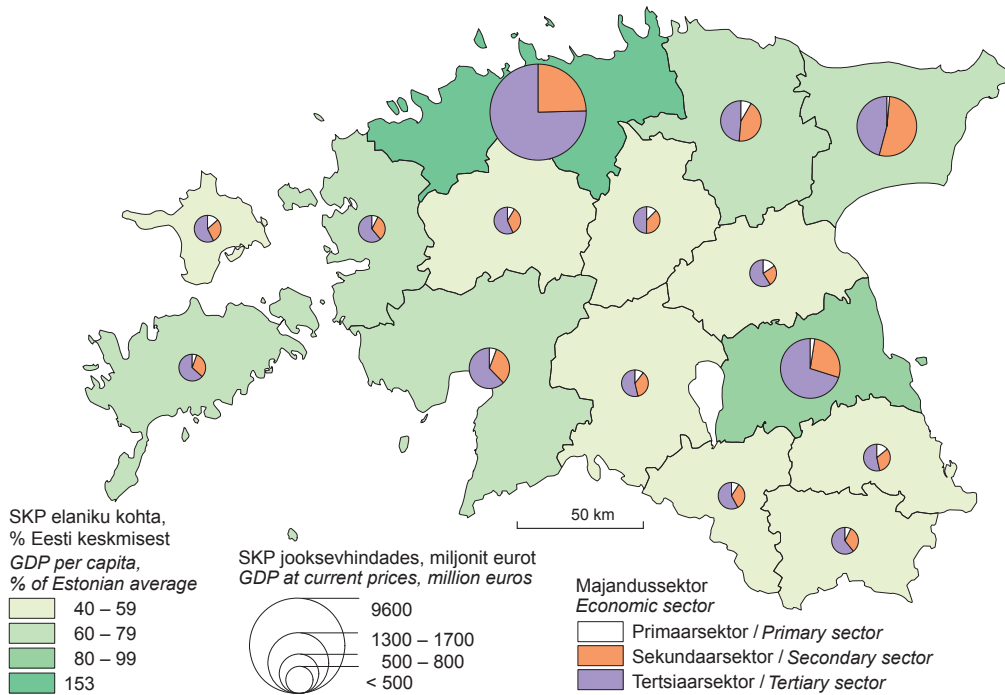 50 km
SKP elaniku kohta,
% Eesti keskmisest
GDP per capita,
% of Estonian average
40 – 59
60 – 79
80 – 99
153
SKP jooksevhindades, miljonit eurot
GDP at current prices, million euros
9600
1300 – 1700
500 – 800
< 500
Majandussektor
Economic sector
Primaarsektor / Primary sector
Sekundaarsektor / Secondary sector
Tertsiaarsektor / Tertiary sector